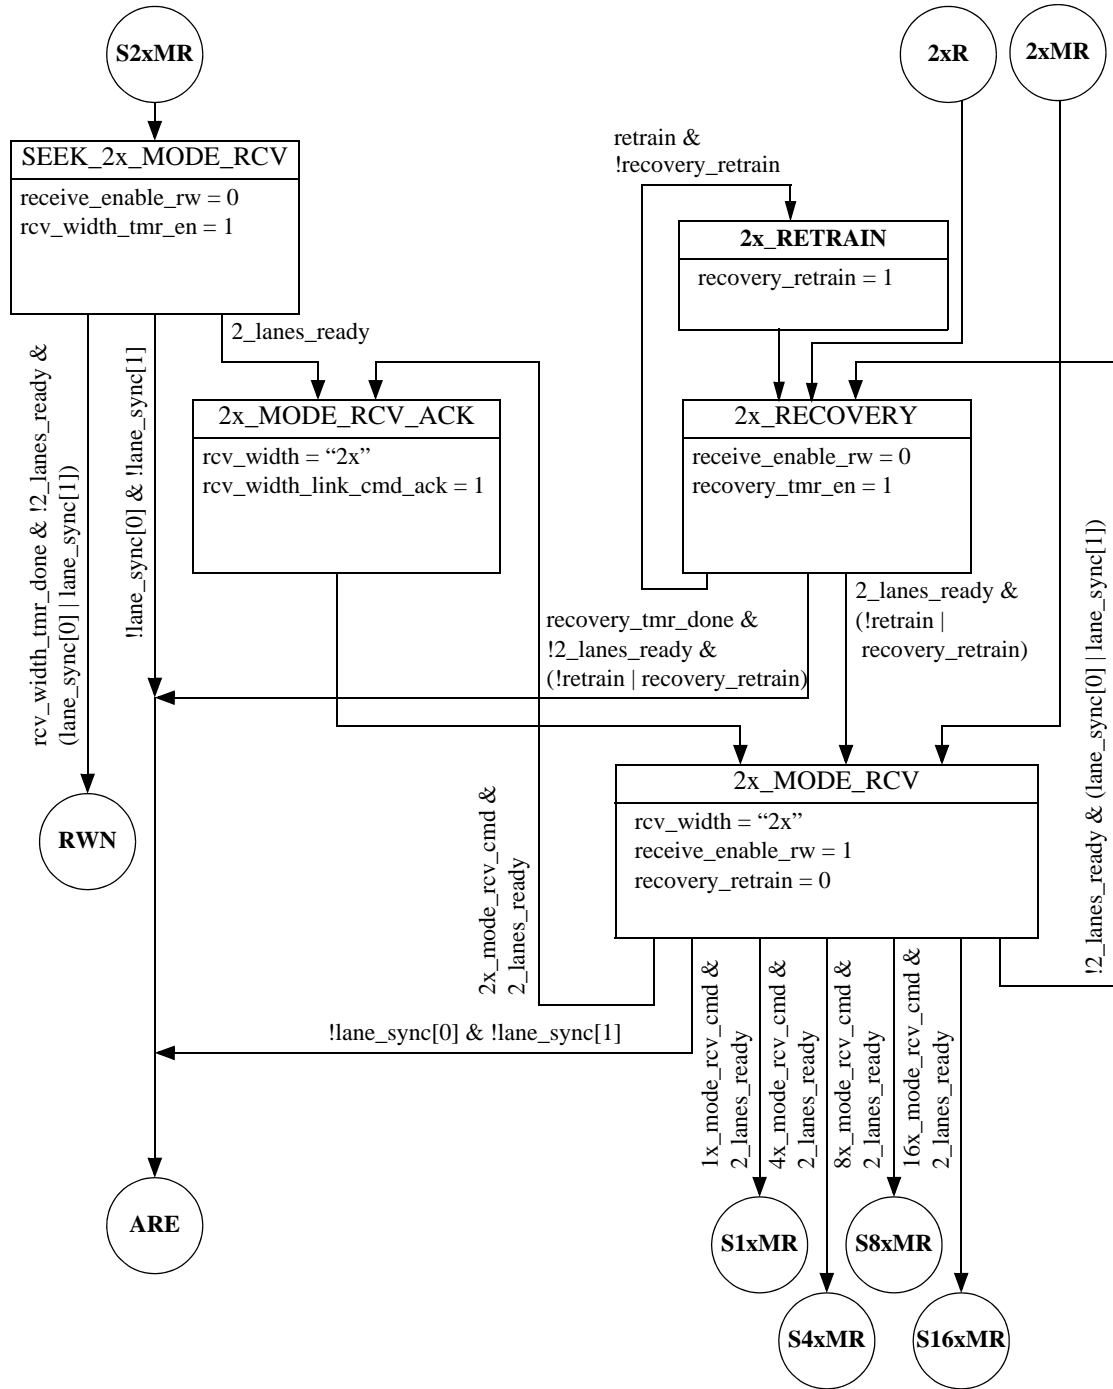 S2xMR
2xR
2xMR
SEEK_2x_MODE_RCV
receive_enable_rw = 0
rcv_width_tmr_en = 1
retrain &
!recovery_retrain
2x_RETRAIN
recovery_retrain = 1
2_lanes_ready
rcv_width_tmr_done & !2_lanes_ready &
(lane_sync[0] | lane_sync[1])
!lane_sync[0] & !lane_sync[1]
2x_MODE_RCV_ACK
rcv_width = “2x”
rcv_width_link_cmd_ack = 1
2x_RECOVERY
receive_enable_rw = 0
recovery_tmr_en = 1
recovery_tmr_done &
!2_lanes_ready &
(!retrain | recovery_retrain)
2_lanes_ready &
(!retrain |
recovery_retrain)
!2_lanes_ready & (lane_sync[0] | lane_sync[1])
2x_MODE_RCV
rcv_width = “2x”
receive_enable_rw = 1
recovery_retrain = 0
RWN
2x_mode_rcv_cmd &
2_lanes_ready
!lane_sync[0] & !lane_sync[1]
1x_mode_rcv_cmd &
2_lanes_ready
4x_mode_rcv_cmd &
2_lanes_ready
8x_mode_rcv_cmd &
2_lanes_ready
16x_mode_rcv_cmd &
2_lanes_ready
ARE
S1xMR
S8xMR
S4xMR
S16xMR